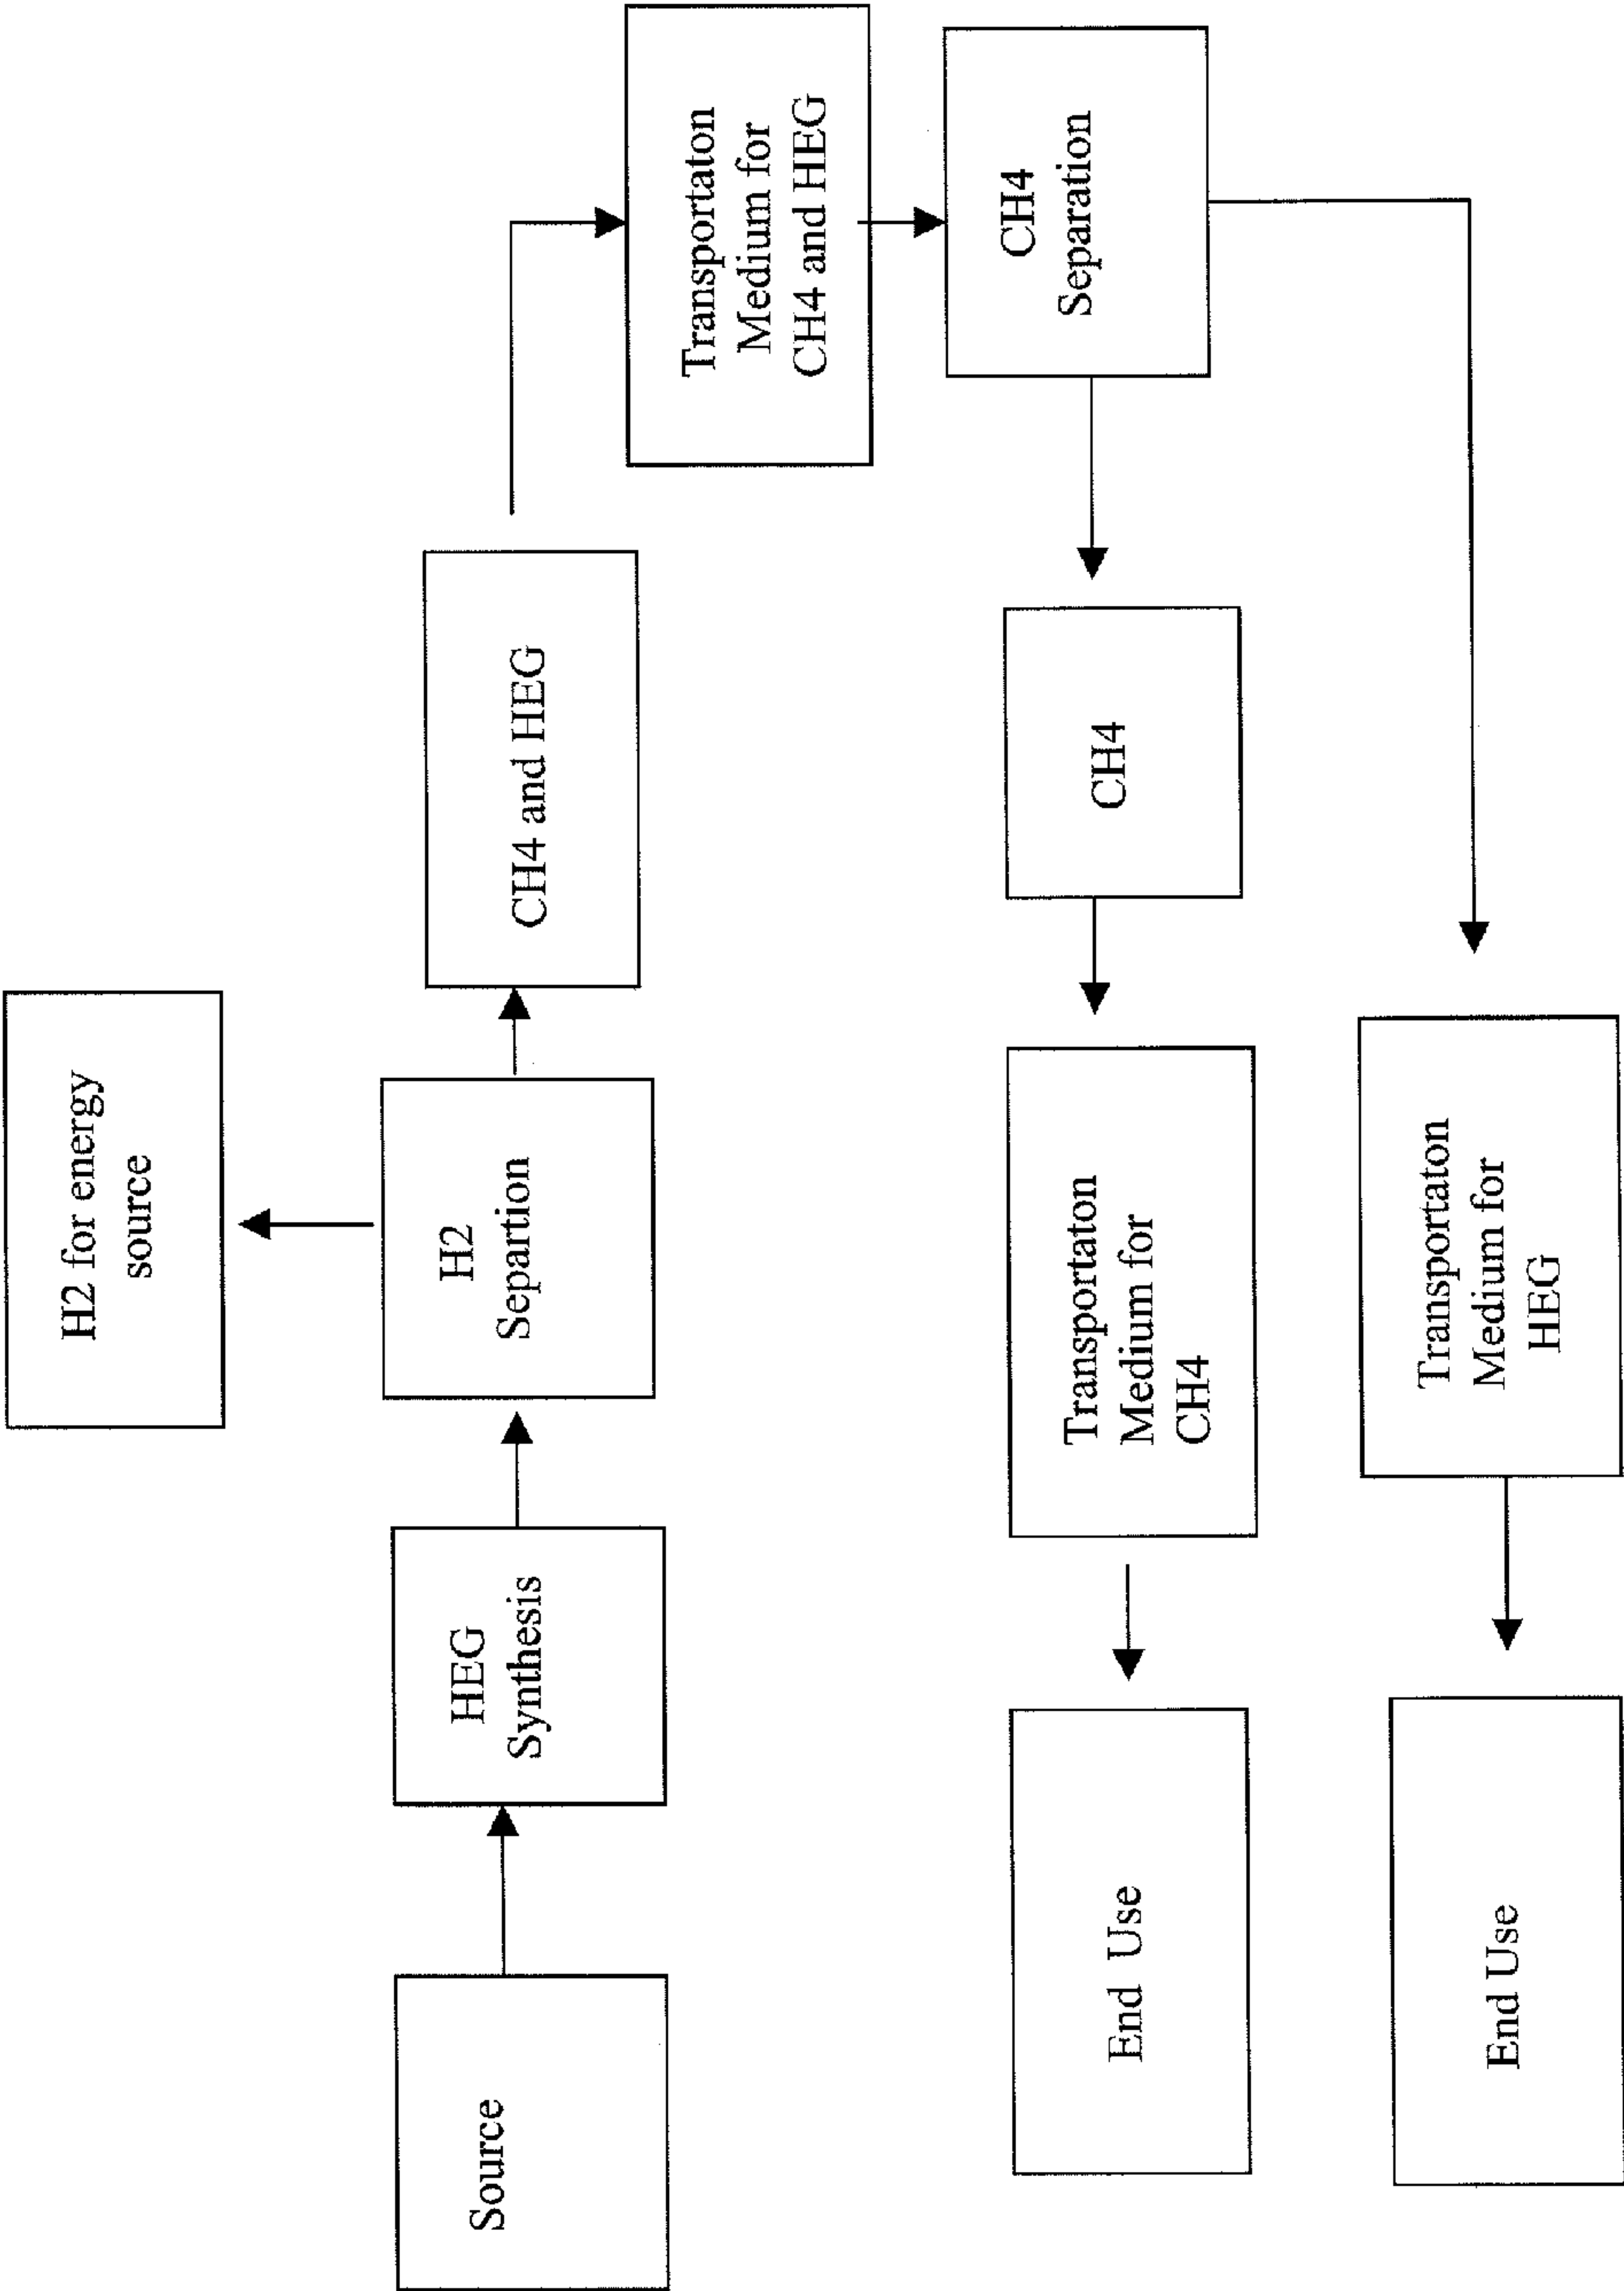 H2 for energy
source
Source
HEG
Synthesis
H2
Separtion
CH4 and HEG
Transportaton
Medium for
CH4 and HEG
CH4
Separation
CH4
Transportaton
Medium for
CH4
End Use
Transportaton
Medium for
HEG
End Use